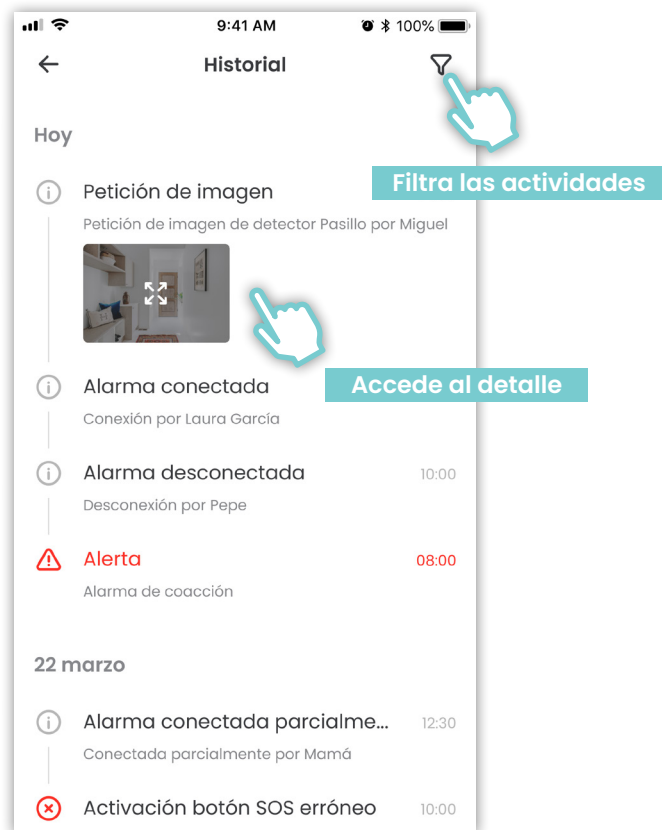 9:41 AM
100%
Historial
Hoy
Filtra las actividades
Petición de imagen
Petición de imagen de detector Pasillo por Miguel
Accede al detalle
Alarma conectada
Conexión por Laura García
Alarma desconectada 10:00
Desconexión por Pepe
Alerta 08:00
Alarma de coacción
22 marzo
Alarma conectada parcialme... 12:30
Conectada parcialmente por Mamá
Activación botón SOS erróneo 10:00